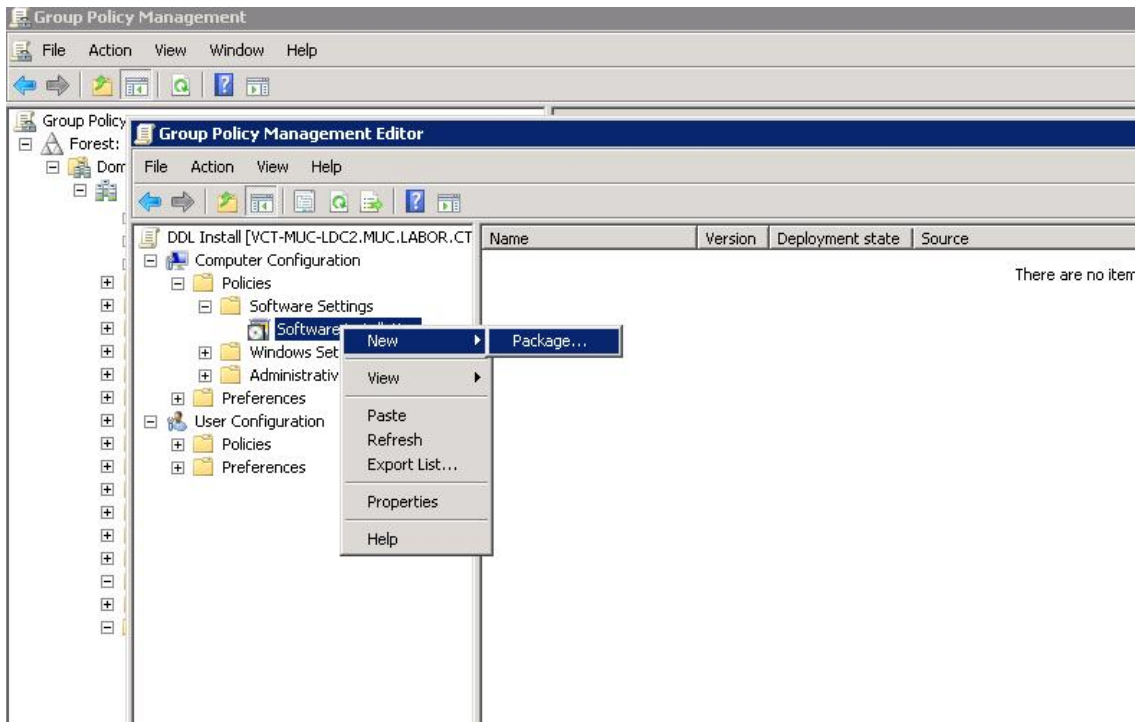 Group Policy Management
File Action View Window Help
Group Policy
Forest:
Group Policy Management Editor
File Action View Help
DDL Install [VCT-MUC-LDC2.MUC.LABOR.CT
Name Version Deployment state Source
Computer Configuration
There are no item
Policies
Software Settings
Software
New
Package...
Windows Set
Administrativ
View
Preferences
User Configuration
Paste
Policies
Refresh
Preferences
Export List...
Properties
Help